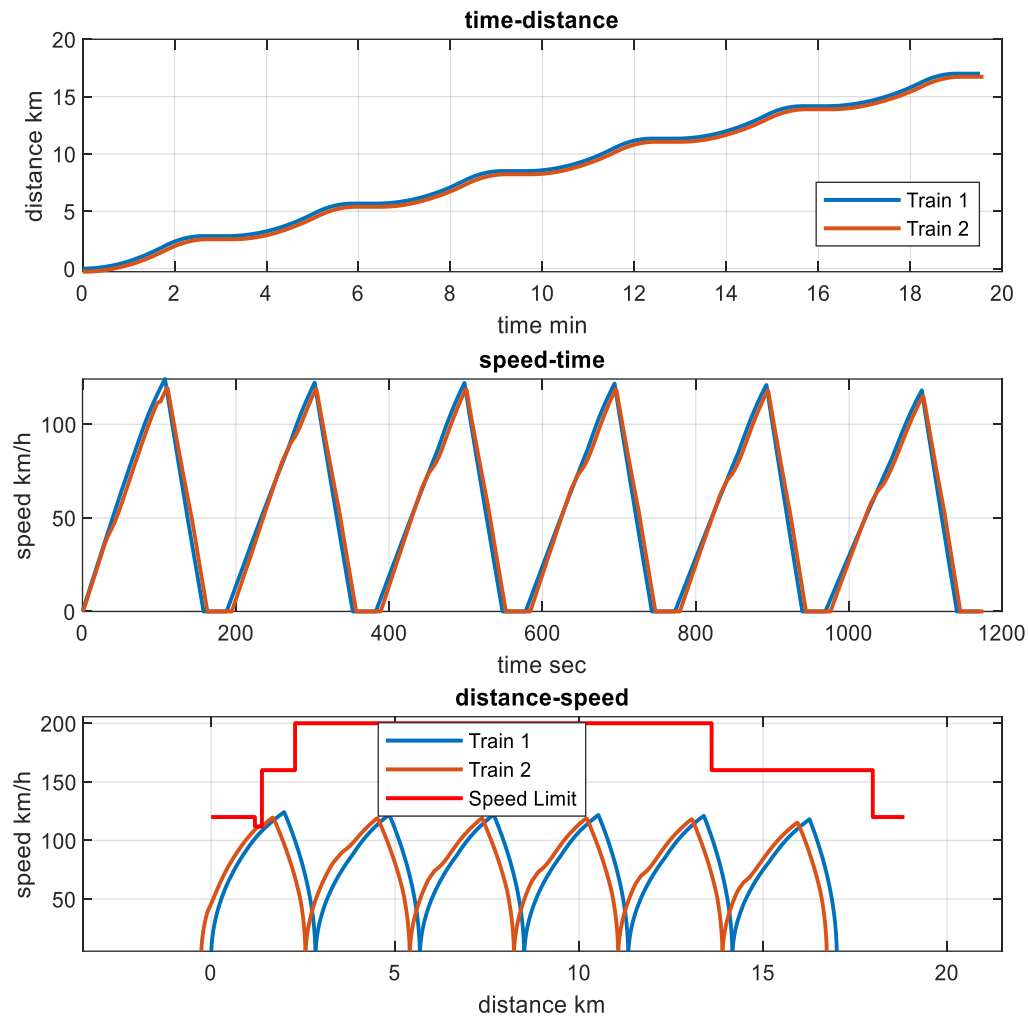 time-distance
distance km
20
15
10
5
0
Train 1
Train 2
0 2 4 6 8 10 12 14 16 18 20
time min
speed-time
speed km/h
100
50
0
0 200 400 600 800 1000 1200
time sec
distance-speed
speed km/h
200
150
100
50
Train 1
Train 2
Speed Limit
0 5 10 15 20
distance km